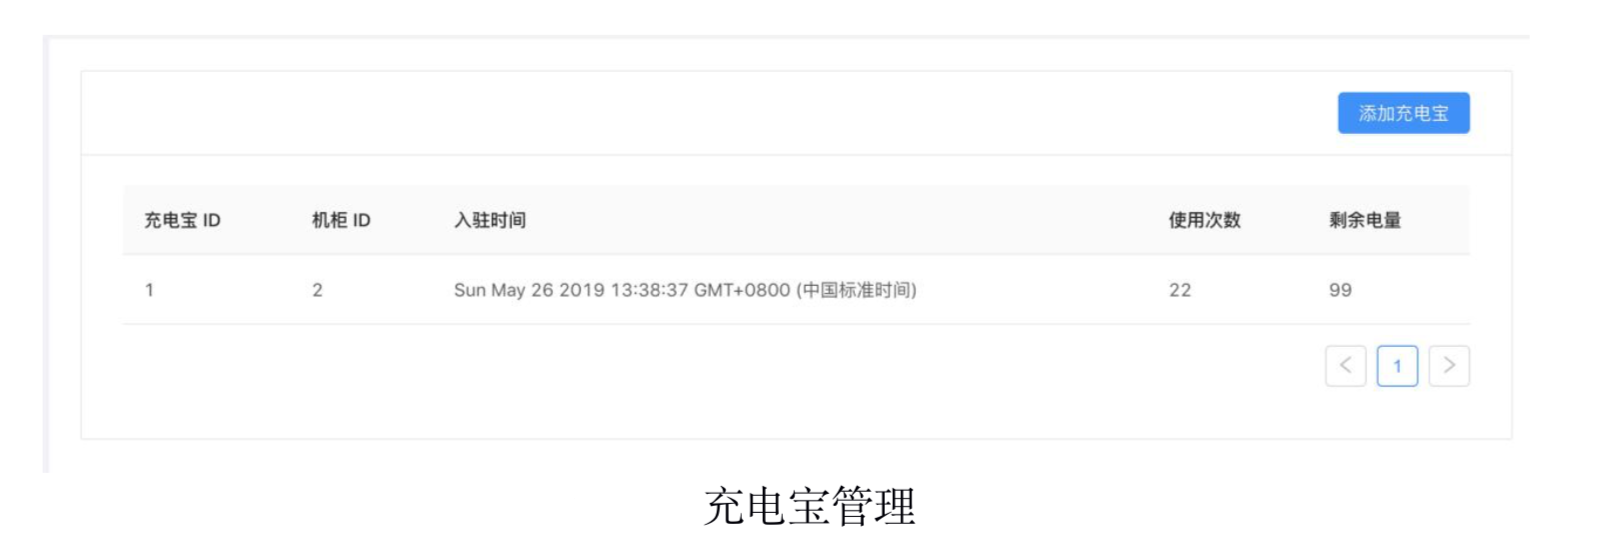 添加充电宝
充电宝 ID 机柜 ID 入驻时间 使用次数 剩余电量
1 2 Sun May 26 2019 13:38:37 GMT+0800 (中国标准时间) 22 99
< 1 >
充电宝管理